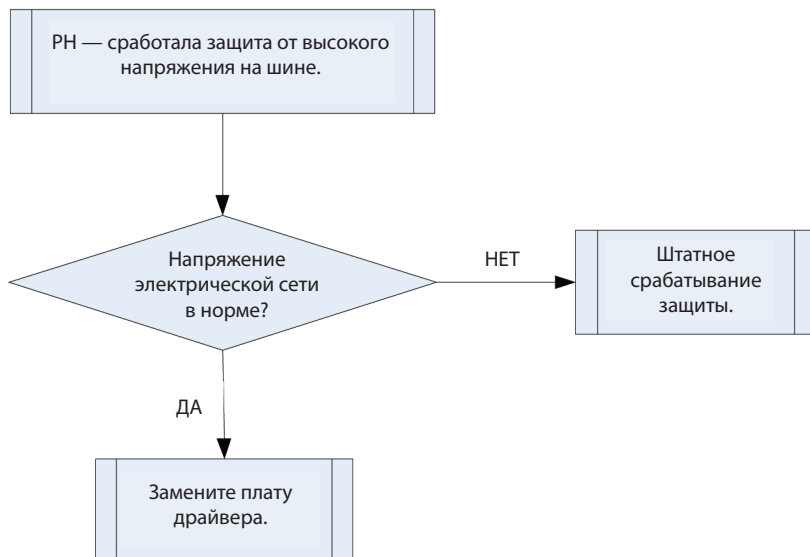 РН — сработала защита от высокого
напряжения на шине.
Напряжение
электрической сети
в норме?
НЕТ
Штатное
срабатывание
защиты.
ДА
Замените плату
драйвера.